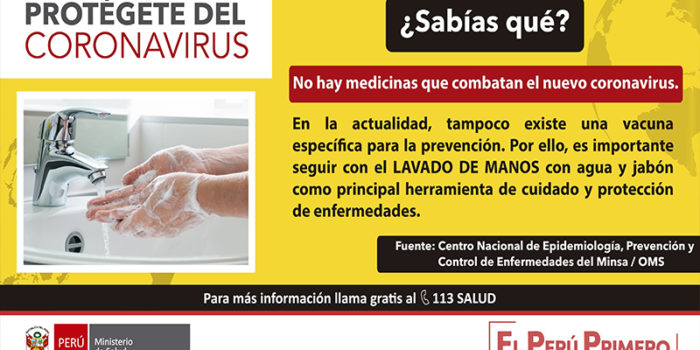 PROTÉGETE DEL
CORONAVIRUS
¿Sabías qué?
No hay medicinas que combatan el nuevo coronavirus.
En la actualidad, tampoco existe una vacuna
específica para la prevención. Por ello, es importante
seguir con el LAVADO DE MANOS con agua y jabón
como principal herramienta de cuidado y protección
de enfermedades.
Fuente: Centro Nacional de Epidemiología, Prevención y
Control de Enfermedades del Minsa / OMS
Para más información llama gratis al 113 SALUD
PERÚ
Ministerio
de Salud
EL PERÚ PRIMERO